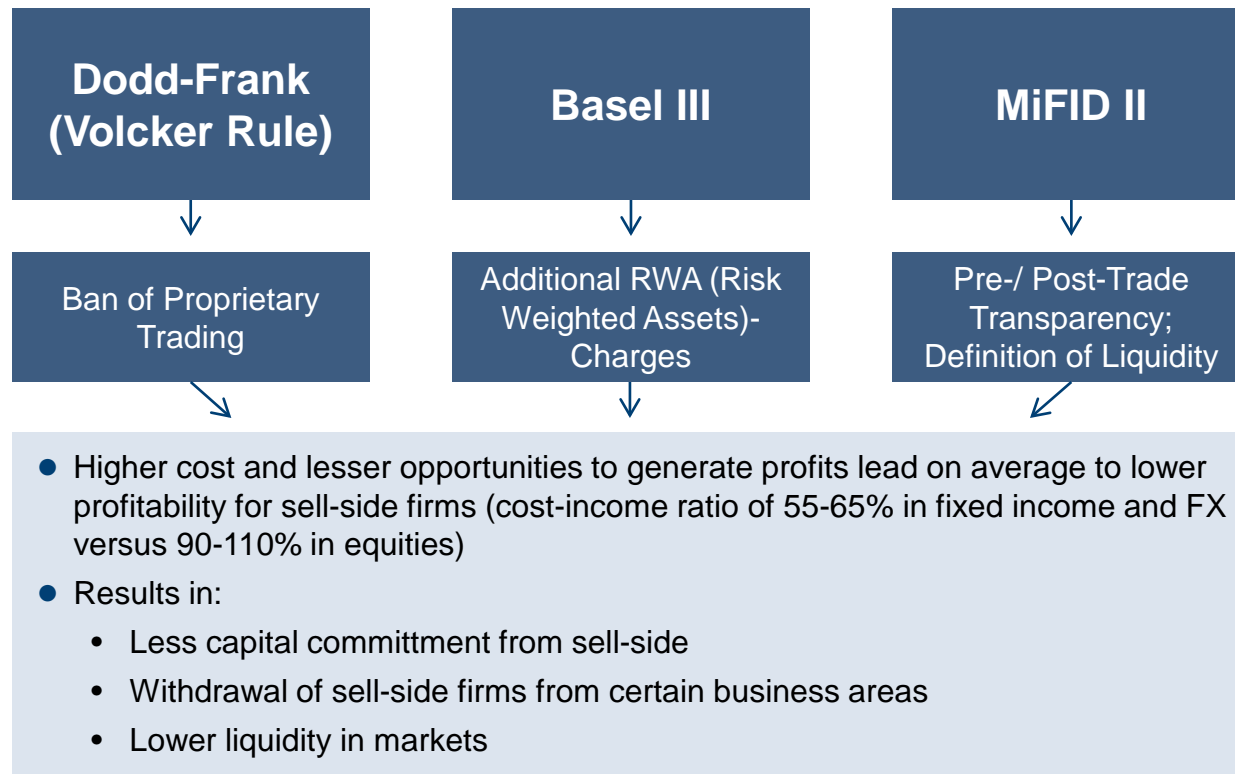 Dodd-Frank
(Volcker Rule)
Basel III
MiFID II
Ban of Proprietary
Trading
Additional RWA (Risk
Weighted Assets)-
Charges
Pre-/ Post-Trade
Transparency;
Definition of Liquidity
● Higher cost and lesser opportunities to generate profits lead on average to lower
profitability for sell-side firms (cost-income ratio of 55-65% in fixed income and FX
versus 90-110% in equities)
● Results in:
• Less capital committment from sell-side
• Withdrawal of sell-side firms from certain business areas
• Lower liquidity in markets